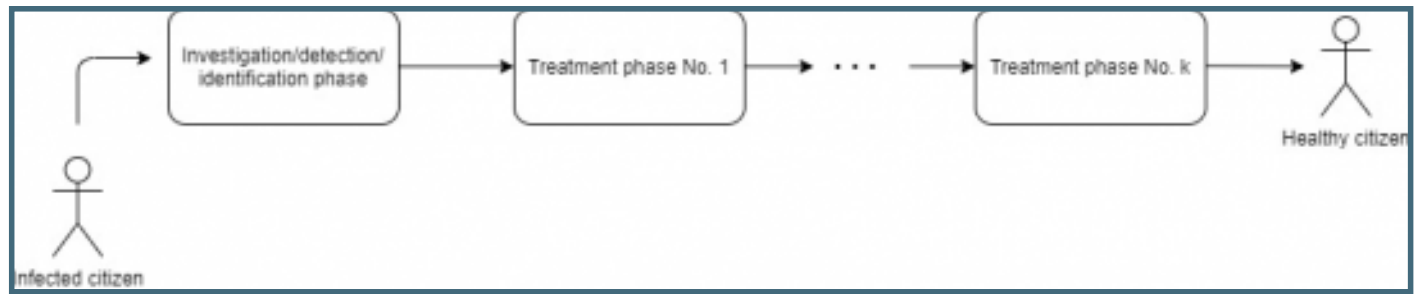 Investigation/detection/
identification phase
Treatment phase No. 1
. . .
Treatment phase No. k
Healthy citizen
Infected citizen